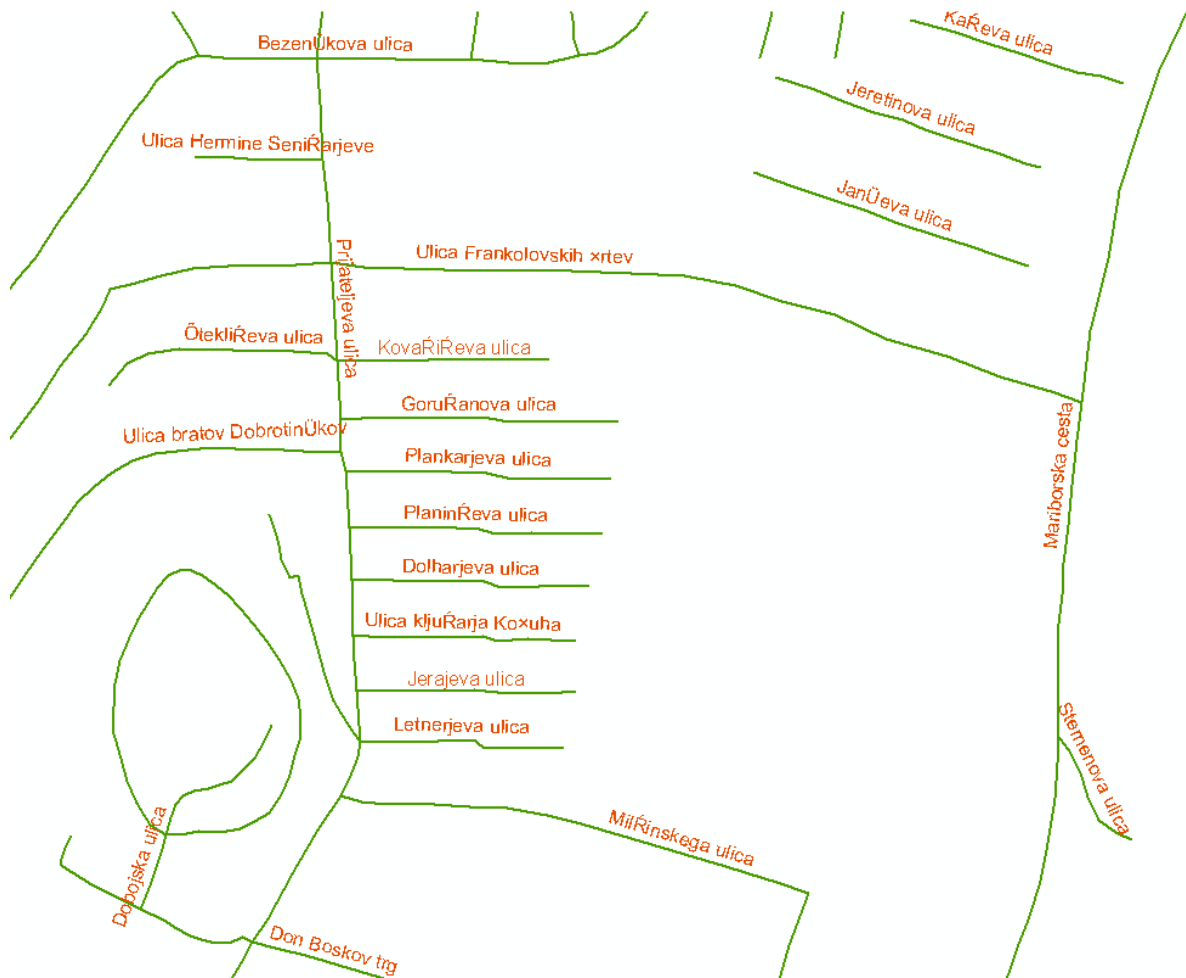 KaŔeva ulica
BezenÜkova ulica
Jeretinova ulica
Ulica Hermine SeniŔarjeve
JanÜeva ulica
Prijateljeva ulica
Ulica Frankolovskih ×rtev
ÕtekliŔeva ulica
KovaŔiŔeva ulica
GoruŔanova ulica
Mariborska cesta
Ulica bratov DobrotinÜkov
Plankarjeva ulica
PlaninŔeva ulica
Dolharjeva ulica
Ulica kljuŔarja Ko×uha
Jerajeva ulica
Letnerjeva ulica
Sternenova ulica
MilŔinskega ulica
Dobojska ulica
Don Boskov trg